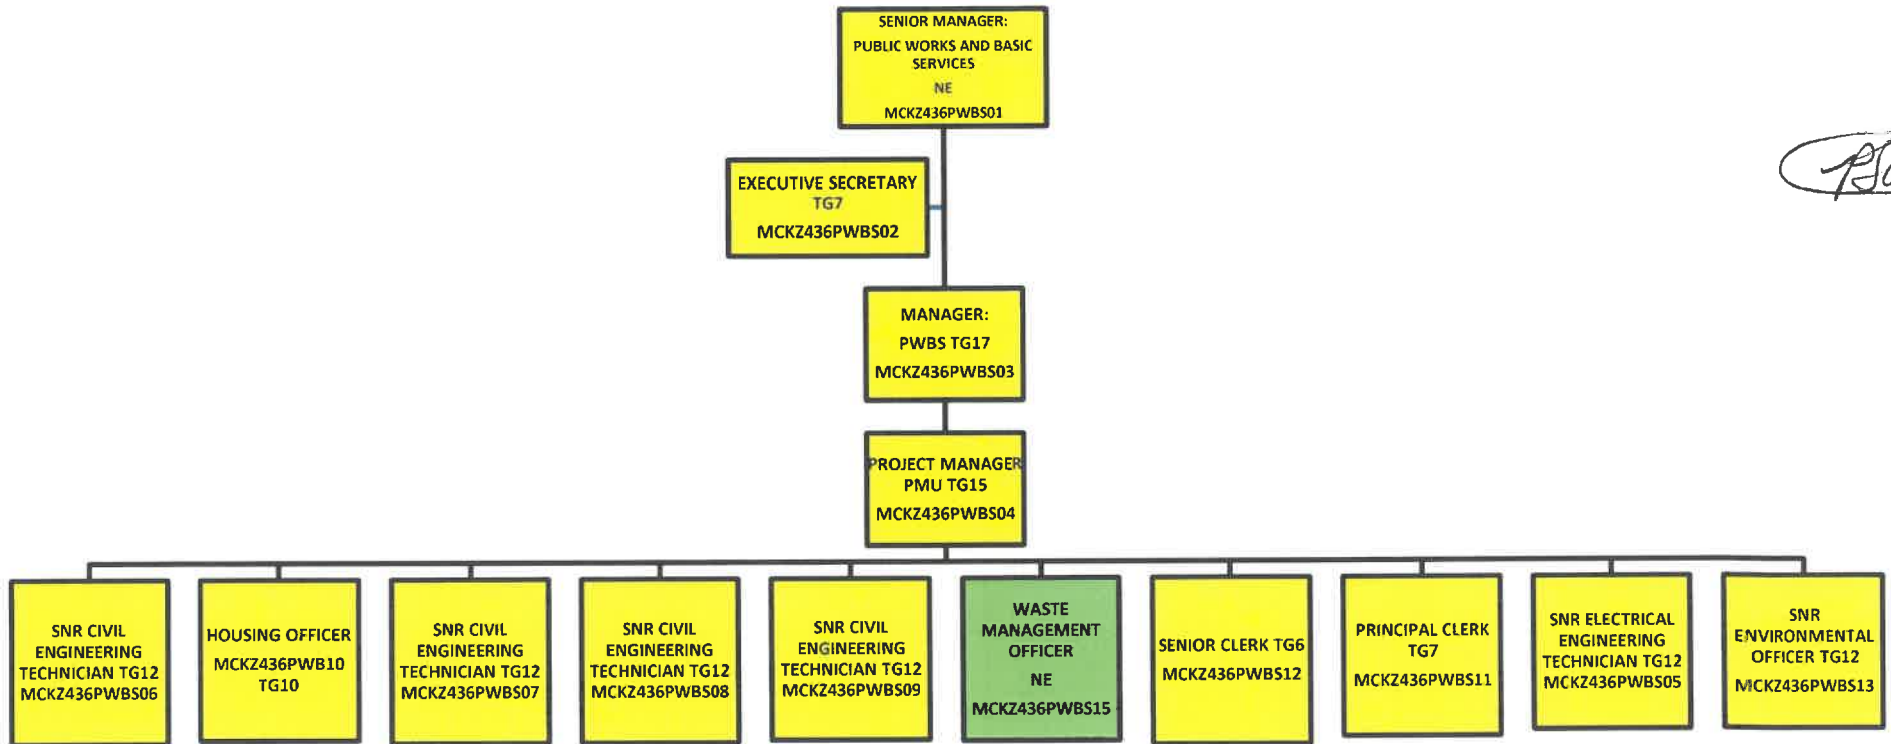 SENIOR MANAGER:
PUBLIC WORKS AND BASIC
SERVICES
NE
MCKZ436PWBS01
EXECUTIVE SECRETARY
TG7
MCKZ436PWBS02
MANAGER:
PWBS TG17
MCKZ436PWBS03
PROJECT MANAGER
PMU TG15
MCKZ436PWBS04
SNR CIVIL
ENGINEERING
TECHNICIAN TG12
MCKZ436PWBS06
HOUSING OFFICER
MCKZ436PWB10
TG10
SNR CIVIL
ENGINEERING
TECHNICIAN TG12
MCKZ436PWBS07
SNR CIVIL
ENGINEERING
TECHNICIAN TG12
MCKZ436PWBS08
SNR CIVIL
ENGINEERING
TECHNICIAN TG12
MCKZ436PWBS09
WASTE
MANAGEMENT
OFFICER
NE
MCKZ436PWBS15
SENIOR CLERK TG6
MCKZ436PWBS12
PRINCIPAL CLERK
TG7
MCKZ436PWBS11
SNR ELECTRICAL
ENGINEERING
TECHNICIAN TG12
MCKZ436PWBS05
SNR
ENVIRONMENTAL
OFFICER TG12
MCKZ436PWBS13